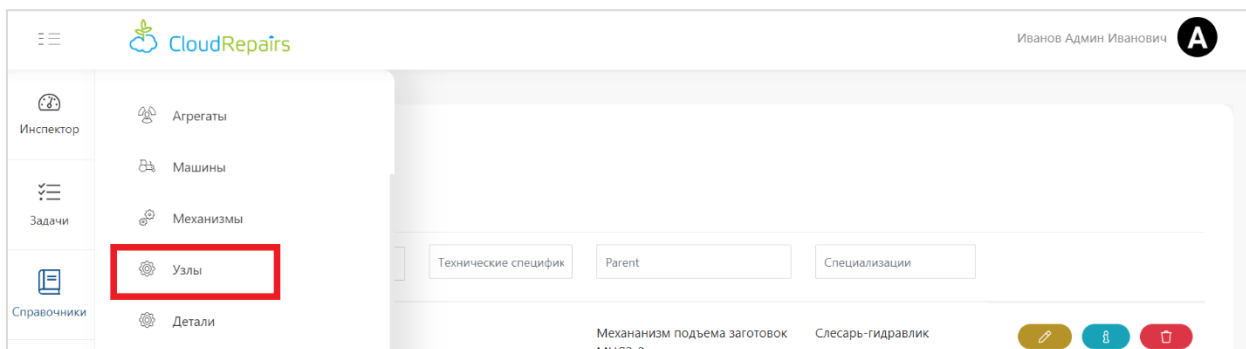 CloudRepairs
Иванов Админ Иванович
A
Инспектор
Задачи
Справочники
Агрегаты
Машины
Механизмы
Узлы
Детали
Технические специфик
Parent
Специализации
Механанизм подъема заготовок
Слесарь-гидравлик